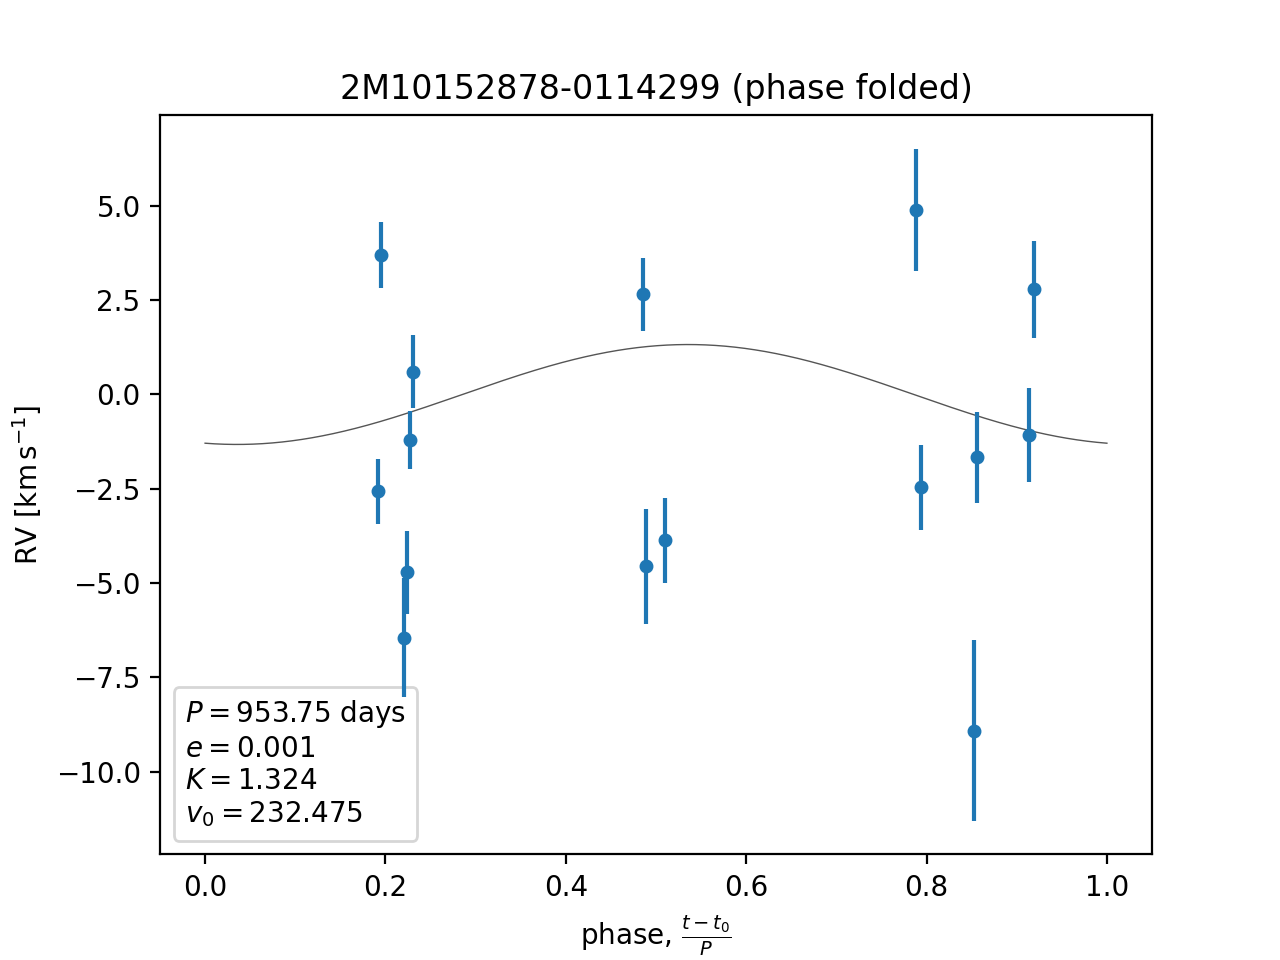 2M10152878-0114299 (phase folded)
RV [km s⁻¹]
5.0
2.5
0.0
−2.5
−5.0
−7.5
−10.0
P = 953.75 days
e = 0.001
K = 1.324
v₀ = 232.475
0.0 0.2 0.4 0.6 0.8 1.0
phase, (t − t₀)/P